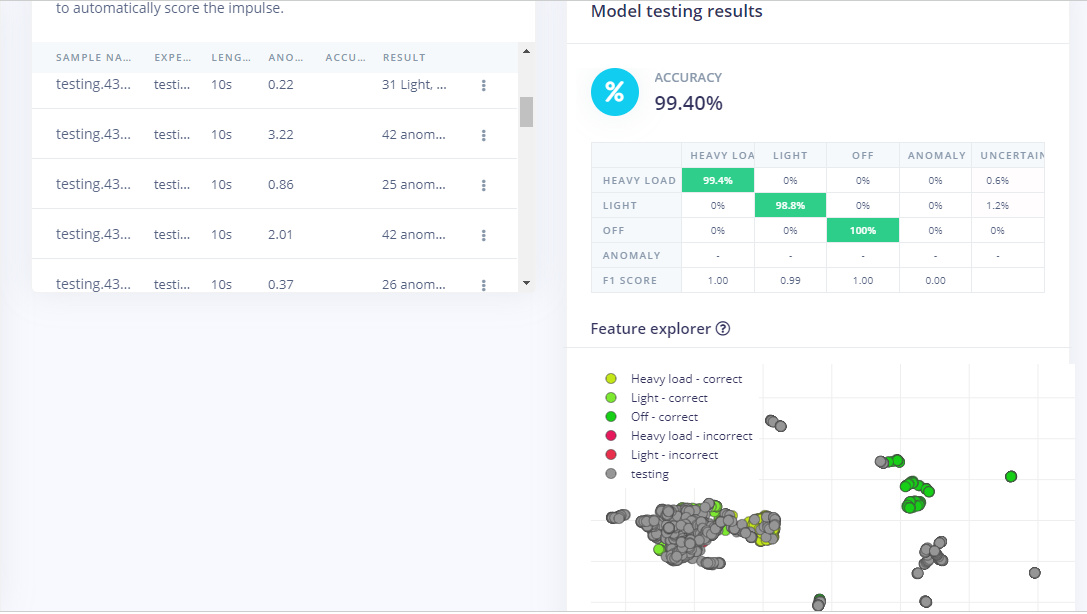 to automatically score the impulse.
SAMPLE NA... EXPE... LENG... ANO... ACCU... RESULT
testing.43... testi... 10s 0.22 31 Light, ...
testing.43... testi... 10s 3.22 42 anom...
testing.43... testi... 10s 0.86 25 anom...
testing.43... testi... 10s 2.01 42 anom...
testing.43... testi... 10s 0.37 26 anom...
Model testing results
%
ACCURACY
99.40%
HEAVY LOA LIGHT OFF ANOMALY UNCERTAIN
HEAVY LOAD 99.4% 0% 0% 0% 0.6%
LIGHT 0% 98.8% 0% 0% 1.2%
OFF 0% 0% 100% 0% 0%
ANOMALY - - - - -
F1 SCORE 1.00 0.99 1.00 0.00
Feature explorer ?
Heavy load - correct
Light - correct
Off - correct
Heavy load - incorrect
Light - incorrect
testing